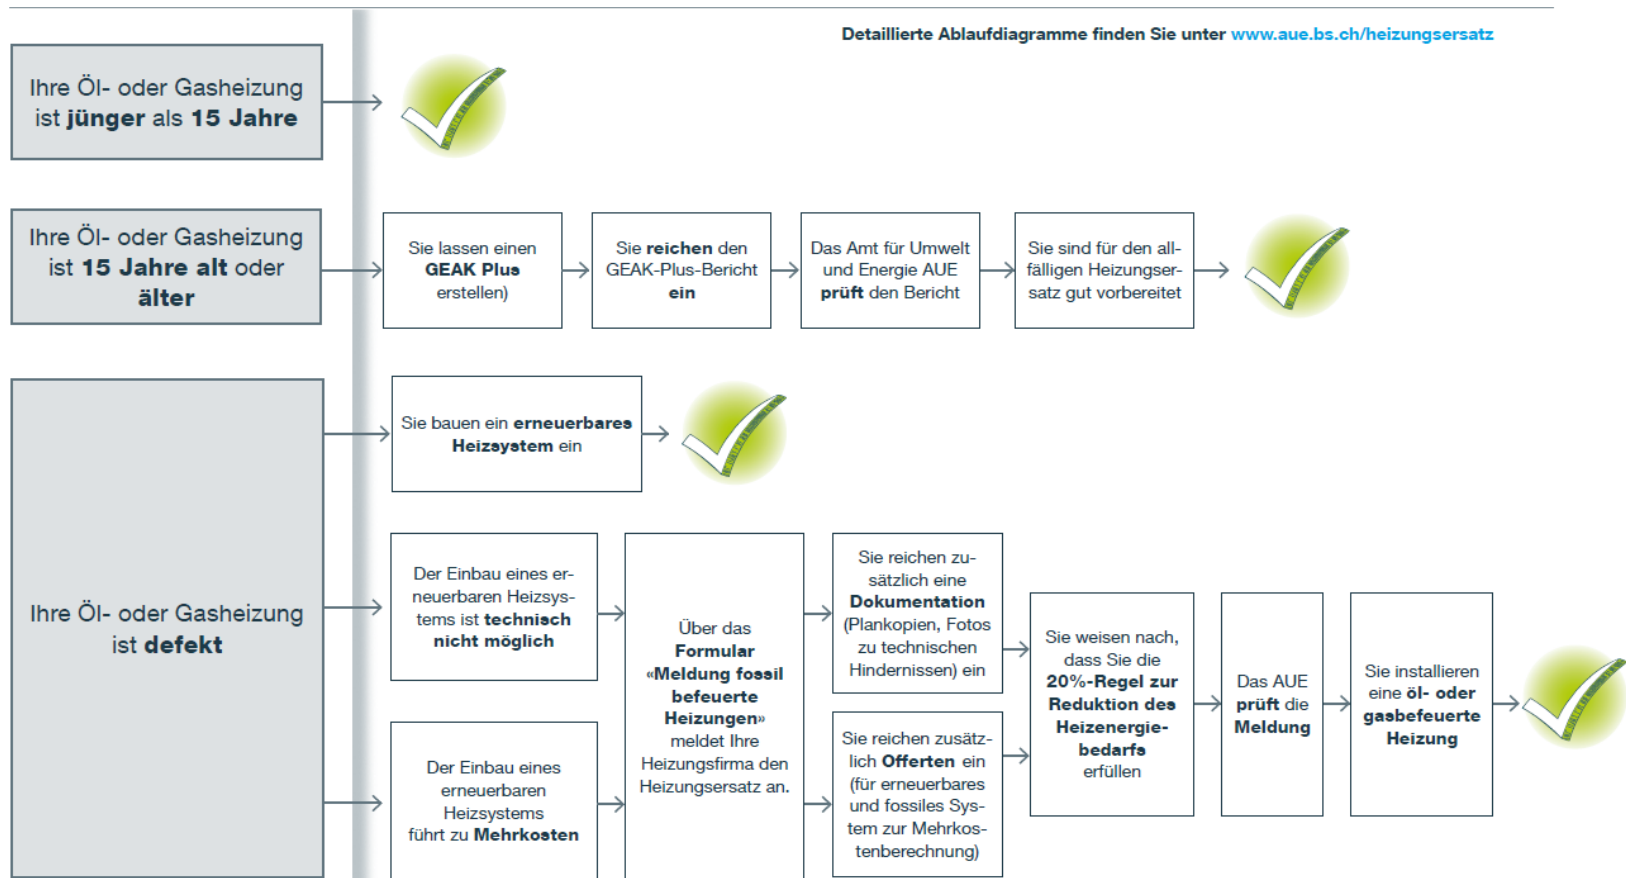 Detaillierte Ablaufdiagramme finden Sie unter www.aue.bs.ch/heizungsersatz
Ihre Öl- oder Gasheizung
ist jünger als 15 Jahre
Ihre Öl- oder Gasheizung
ist 15 Jahre alt oder
älter
Sie lassen einen
GEAK Plus
erstellen)
Sie reichen den
GEAK-Plus-Bericht
ein
Das Amt für Umwelt
und Energie AUE
prüft den Bericht
Sie sind für den all-
fälligen Heizungser-
satz gut vorbereitet
Ihre Öl- oder Gasheizung
ist defekt
Sie bauen ein erneuerbares
Heizsystem ein
Der Einbau eines er-
neuerbaren Heizsys-
tems ist technisch
nicht möglich
Der Einbau eines
erneuerbaren
Heizsystems
führt zu Mehrkosten
Über das
Formular
«Meldung fossil
befeuerte
Heizungen»
meldet Ihre
Heizungsfirma den
Heizungsersatz an.
Sie reichen zu-
sätzlich eine
Dokumentation
(Plankopien, Fotos
zu technischen
Hindernissen) ein
Sie reichen zusätz-
lich Offerten ein
(für erneuerbares
und fossiles Sys-
tem zur Mehrkos-
tenberechnung)
Sie weisen nach,
dass Sie die
20%-Regel zur
Reduktion des
Heizenergie-
bedarfs
erfüllen
Das AUE
prüft die
Meldung
Sie installieren
eine öl- oder
gasbefeuerte
Heizung